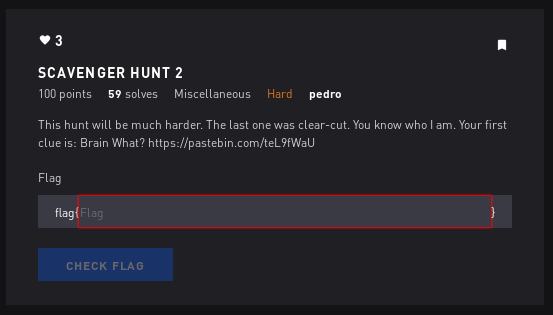 3
SCAVENGER HUNT 2
100 points 59 solves Miscellaneous Hard pedro
This hunt will be much harder. The last one was clear-cut. You know who I am. Your first
clue is: Brain What? https://pastebin.com/teL9fWaU
Flag
flag{Flag }
CHECK FLAG